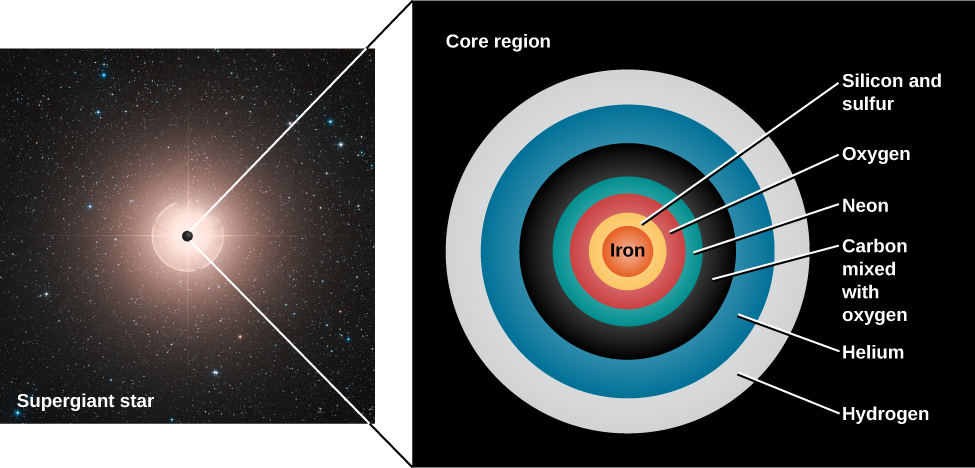 Core region
Silicon and
sulfur
Oxygen
Neon
Iron
Carbon
mixed
with
oxygen
Helium
Supergiant star
Hydrogen